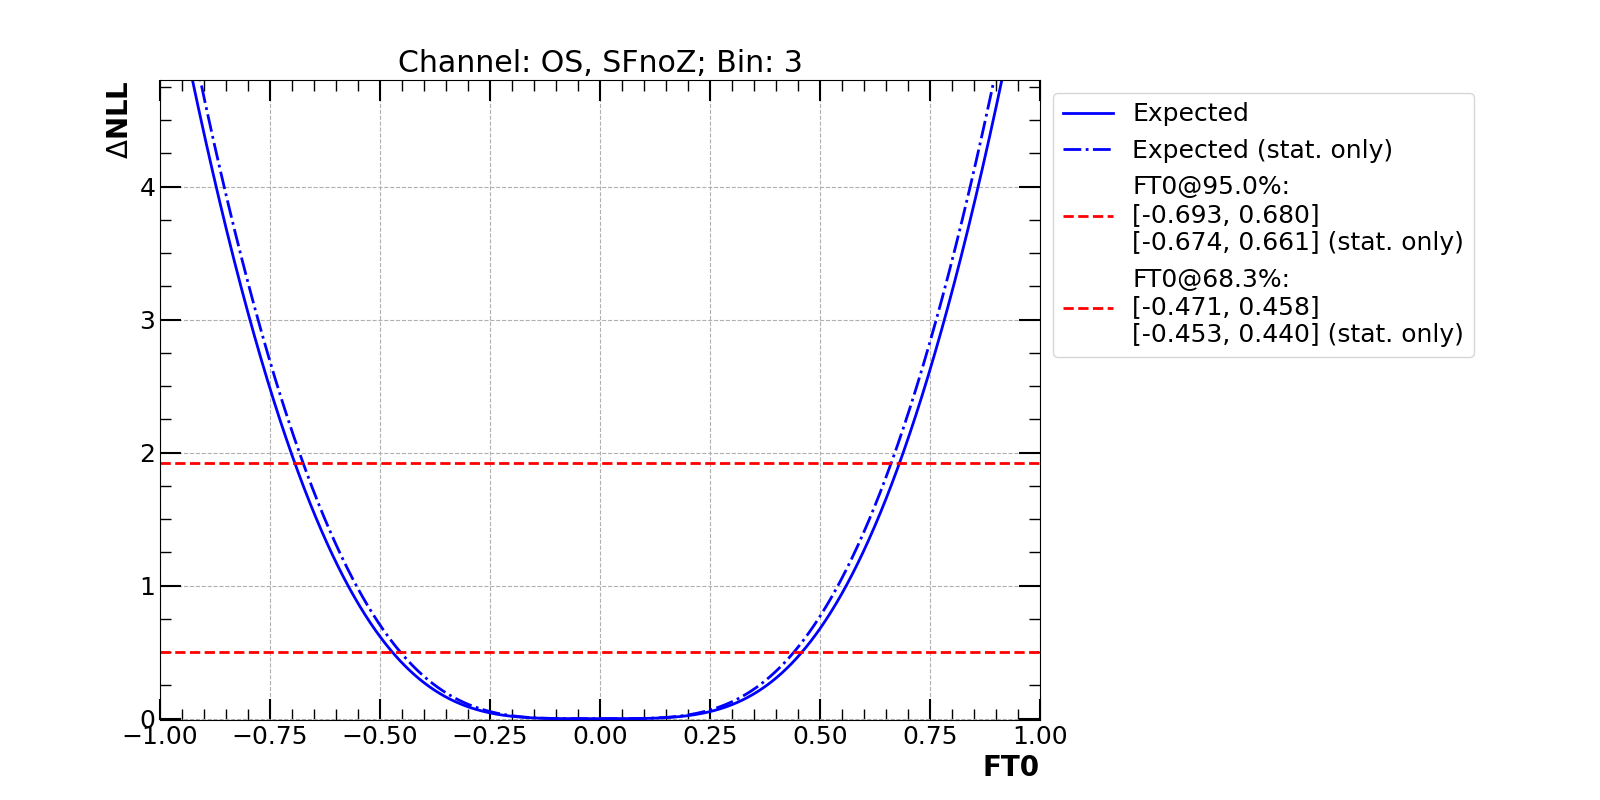 Channel: OS, SFnoZ; Bin: 3
ΔNLL
4
3
2
1
0
−1.00 −0.75 −0.50 −0.25 0.00 0.25 0.50 0.75 1.00
FT0
Expected
Expected (stat. only)
FT0@95.0%:
[-0.693, 0.680]
[-0.674, 0.661] (stat. only)
FT0@68.3%:
[-0.471, 0.458]
[-0.453, 0.440] (stat. only)